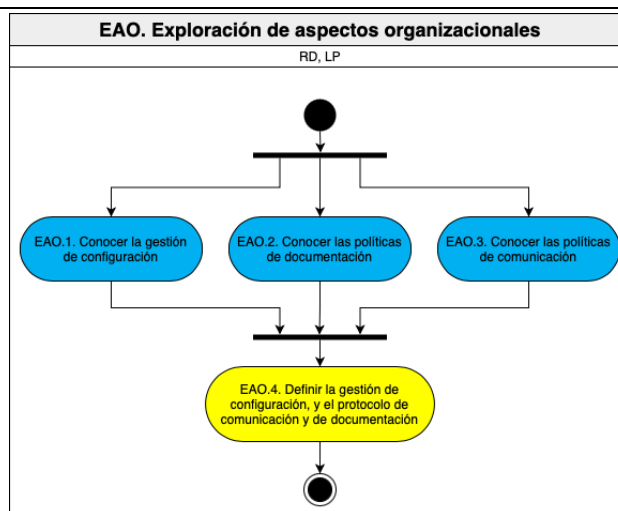 EAO. Exploración de aspectos organizacionales
RD, LP
EAO.1. Conocer la gestión
de configuración
EAO.2. Conocer las políticas
de documentación
EAO.3. Conocer las políticas
de comunicación
EAO.4. Definir la gestión de
configuración, y el protocolo de
comunicación y de documentación